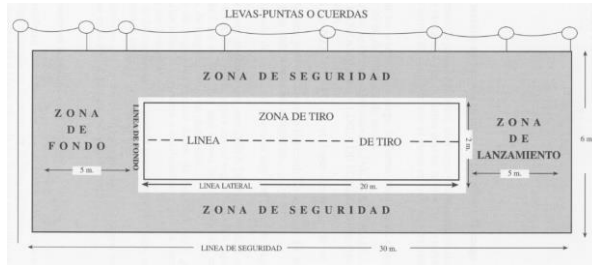 LEVAS-PUNTAS O CUERDAS
ZONA DE SEGURIDAD
ZONA
DE
FONDO
5 m.
LINEA DE FONDO
ZONA DE TIRO
LINEA DE TIRO
LINEA LATERAL 20 m.
2 m.
ZONA
DE
LANZAMIENTO
5 m.
6 m
ZONA DE SEGURIDAD
LINEA DE SEGURIDAD 30 m.